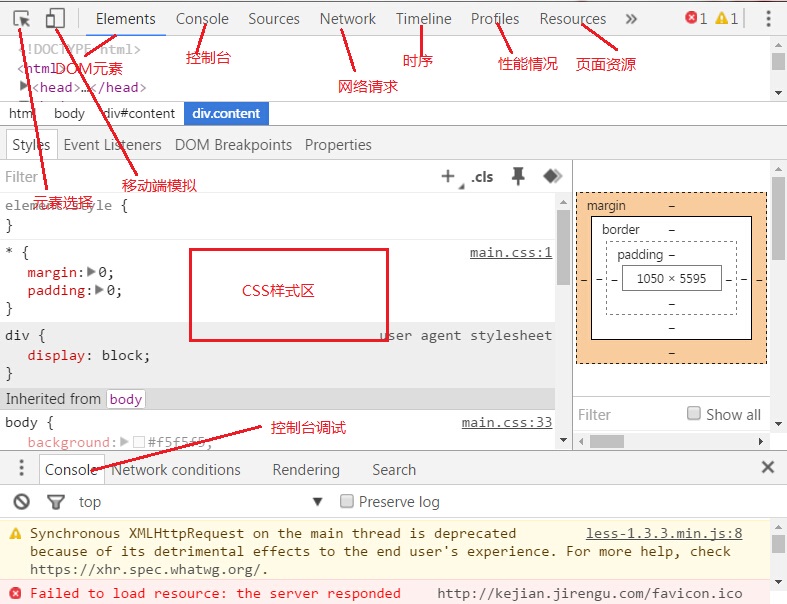 Elements Console Sources Network Timeline Profiles Resources » 1 1
<!DOCTYPE html>
控制台
网络请求
时序
性能情况
页面资源
<html>
DOM元素
▶<head>…</head>
html body div#content div.content
Styles Event Listeners DOM Breakpoints Properties
Filter + .cls
移动端模拟
元素选择
element.style {
}
margin –
* { main.css:1
border –
margin:▶0;
padding –
padding:▶0;
CSS样式区
– – – 1050 × 5595 – – –
}
–
div { user agent stylesheet
–
display: block;
–
}
Inherited from body
Filter Show all
body { main.css:33
控制台调试
background:▶#f5f5f5;
Console Network conditions Rendering Search
top ▼ Preserve log
Synchronous XMLHttpRequest on the main thread is deprecated less-1.3.3.min.js:8
because of its detrimental effects to the end user's experience. For more help, check
https://xhr.spec.whatwg.org/.
Failed to load resource: the server responded http://kejian.jirengu.com/favicon.ico